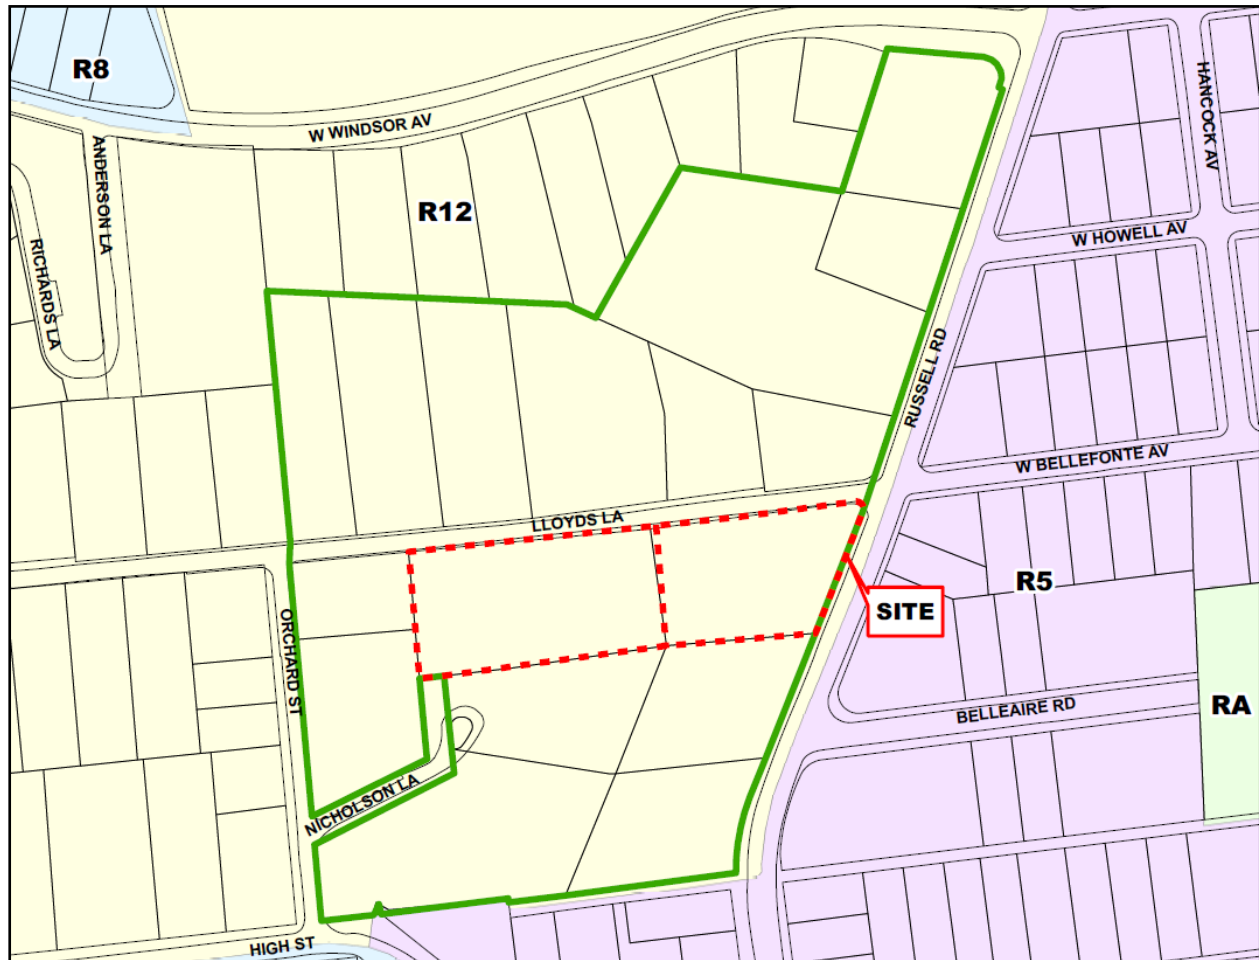 R8
W WINDSOR AV
HANCOCK AV
ANDERSON LA
R12
W HOWELL AV
RICHARDS LA
RUSSELL RD
W BELLEFONTE AV
LLOYDS LA
R5
SITE
ORCHARD ST
RA
BELLEAIRE RD
NICHOLSON LA
HIGH ST